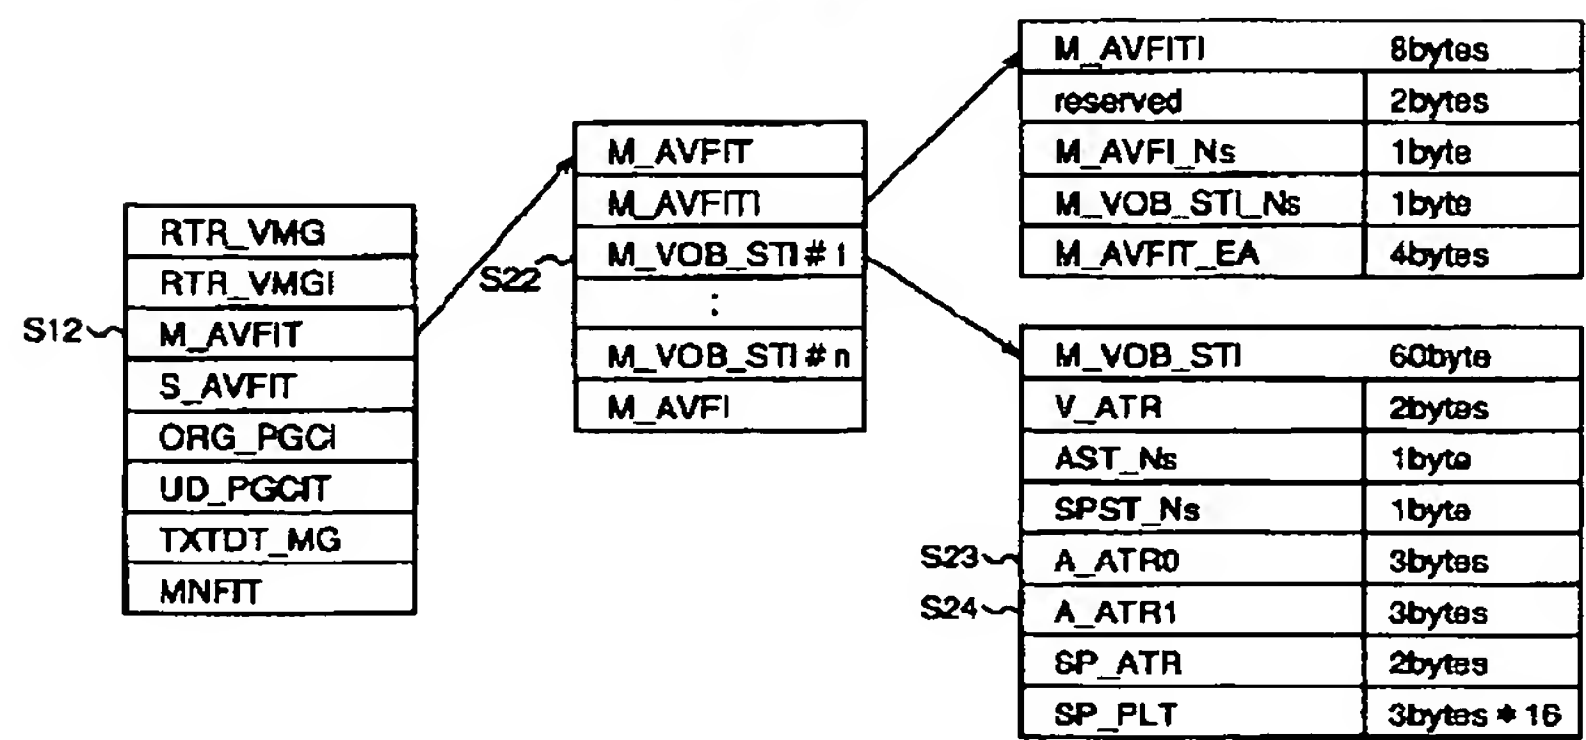 RTR_VMG
RTR_VMGI
S12 M_AVFIT
S_AVFIT
ORG_PGCI
UD_PGCIT
TXTDT_MG
MNFIT
M_AVFIT
M_AVFITI
S22 M_VOB_STI#1
:
M_VOB_STI#n
M_AVFI
M_AVFITI 8bytes
reserved 2bytes
M_AVFI_Ns 1byte
M_VOB_STI_Ns 1byte
M_AVFIT_EA 4bytes
M_VOB_STI 60byte
V_ATR 2bytes
AST_Ns 1byte
SPST_Ns 1byte
S23 A_ATR0 3bytes
S24 A_ATR1 3bytes
SP_ATR 2bytes
SP_PLT 3bytes*16